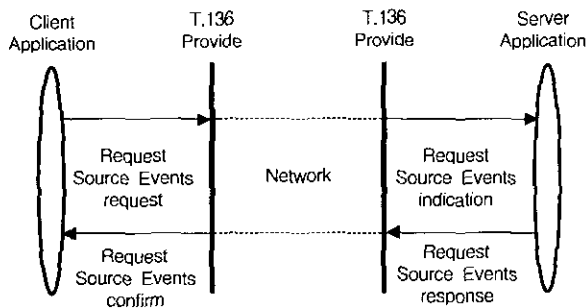 Client
Application
T.136
Provide
T.136
Provide
Server
Application
Request
Source Events
request
Network
Request
Source Events
indication
Request
Source Events
confirm
Request
Source Events
response